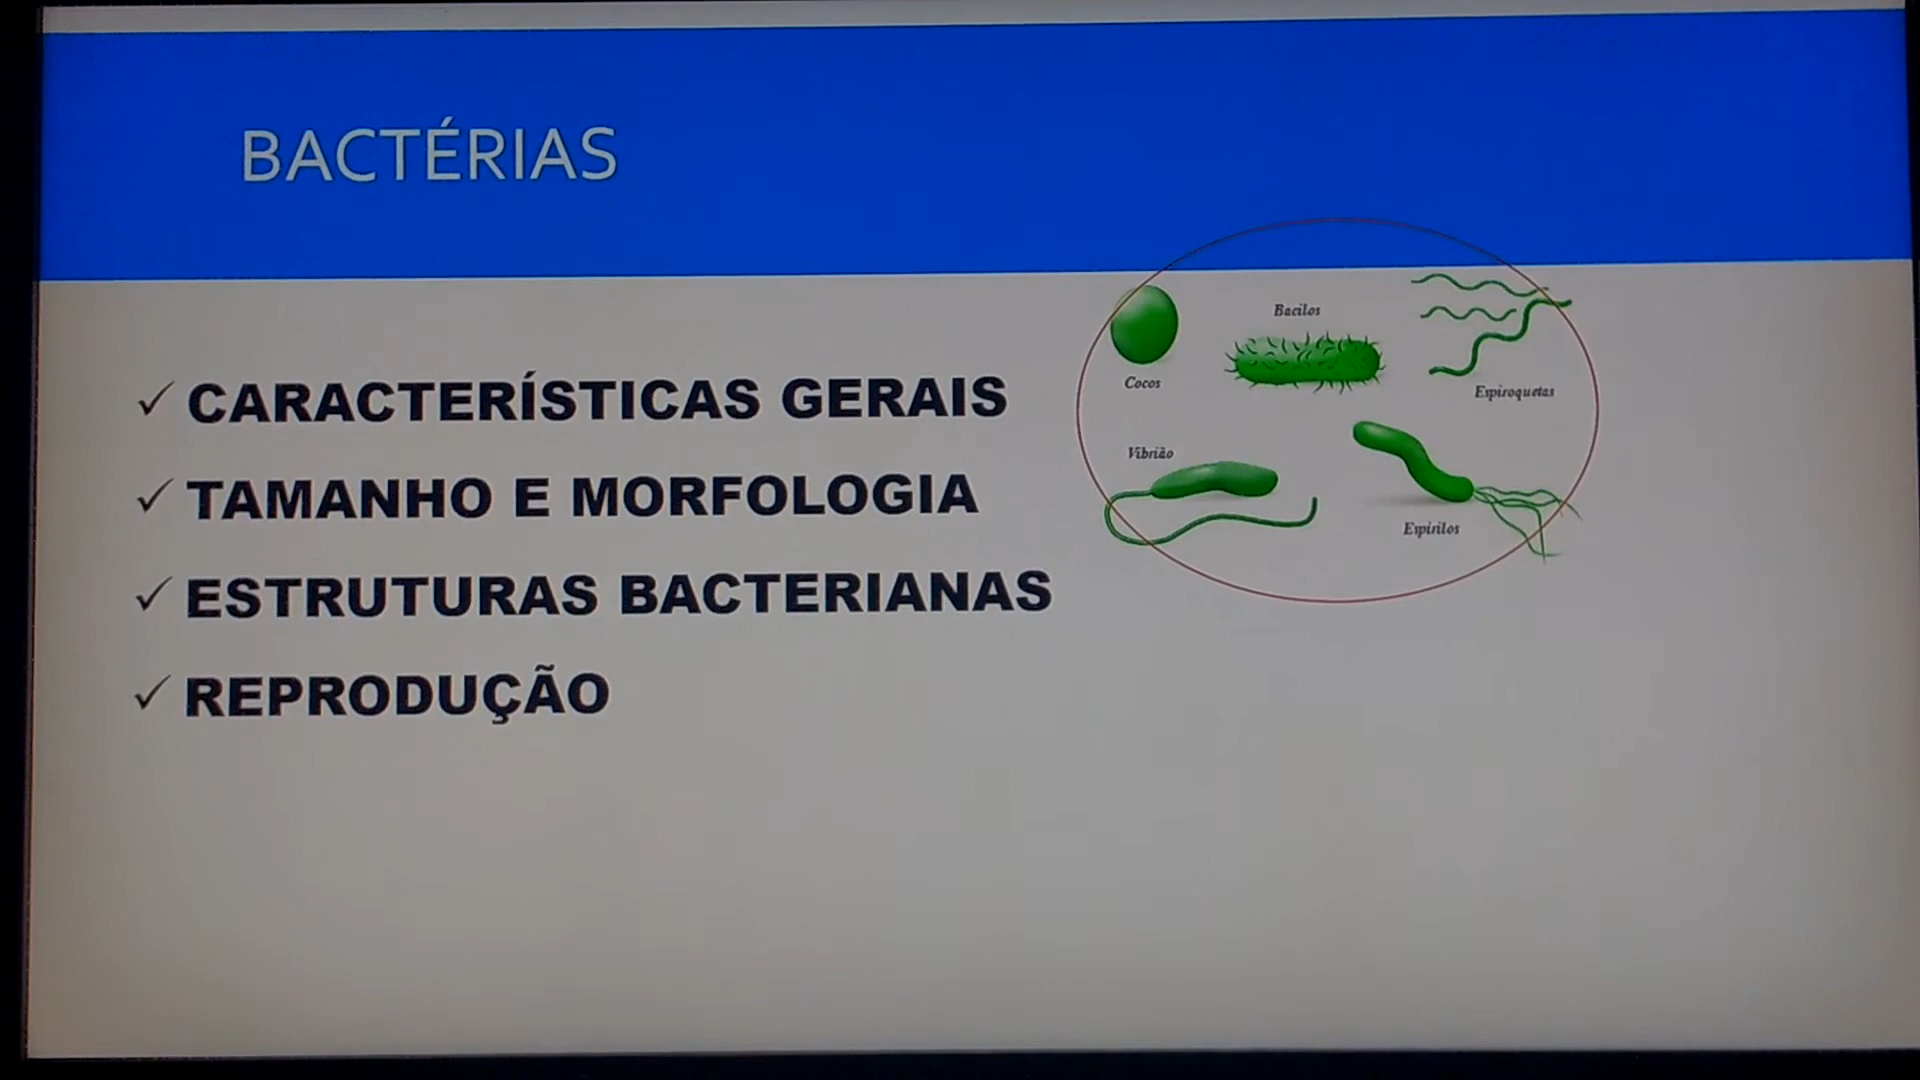 BACTÉRIAS
✓ CARACTERÍSTICAS GERAIS
✓ TAMANHO E MORFOLOGIA
✓ ESTRUTURAS BACTERIANAS
✓ REPRODUÇÃO
Cocos
Bacilos
Espiroquetas
Vibrião
Espirilos